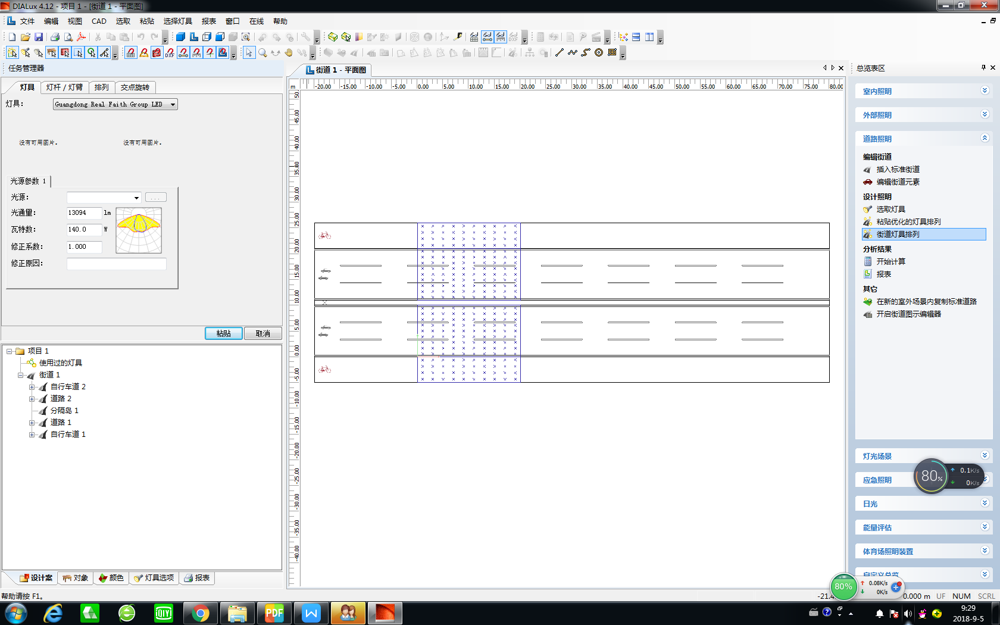 DIALux 4.12 - 项目 1 - [街道 1 - 平面图]
文件 编辑 视图 CAD 选取 粘贴 选择灯具 报表 窗口 在线 帮助
任务管理器
灯具 灯杆 / 灯臂 排列 交点旋转
灯具: Guangdong Real Faith Group LED
没有可用图片. 没有可用图片.
光源参数 1
光源: ...
光通量: 13094 lm
瓦特数: 140.0 W
修正系数: 1.000
修正原因:
粘贴 取消
项目 1
使用过的灯具
街道 1
自行车道 2
道路 2
分隔岛 1
道路 1
自行车道 1
设计案 对象 颜色 灯具选项 报表
帮助请按 F1。
街道 1 - 平面图
m -20.00 -15.00 -10.00 -5.00 0.00 5.00 10.00 15.00 20.00 25.00 30.00 35.00 40.00 45.00 50.00 55.00 60.00 65.00 70.00 75.00 80.00
50.
45.00
40.00
35.00
30.00
25.00
20.00
15.00
10.00
5.00
0.00
-5.00
-10.00
-15.00
-20.00
-25.00
-30.00
-35.00
-40.00
总览表区
室内照明
外部照明
道路照明
编辑街道
插入标准街道
编辑街道元素
设计照明
选取灯具
粘贴优化的灯具排列
街道灯具排列
分析结果
开始计算
报表
其它
在新的室外场景内复制标准道路
开启街道图示编辑器
灯光场景
应急照明
日光
能量评估
体育场照明装置
自定义总览
80% 0.1K/s
0K/s
80% 0.08K/s
0K/s
-21.4 0.000 m UF NUM SCRL
9:29
2018-9-5